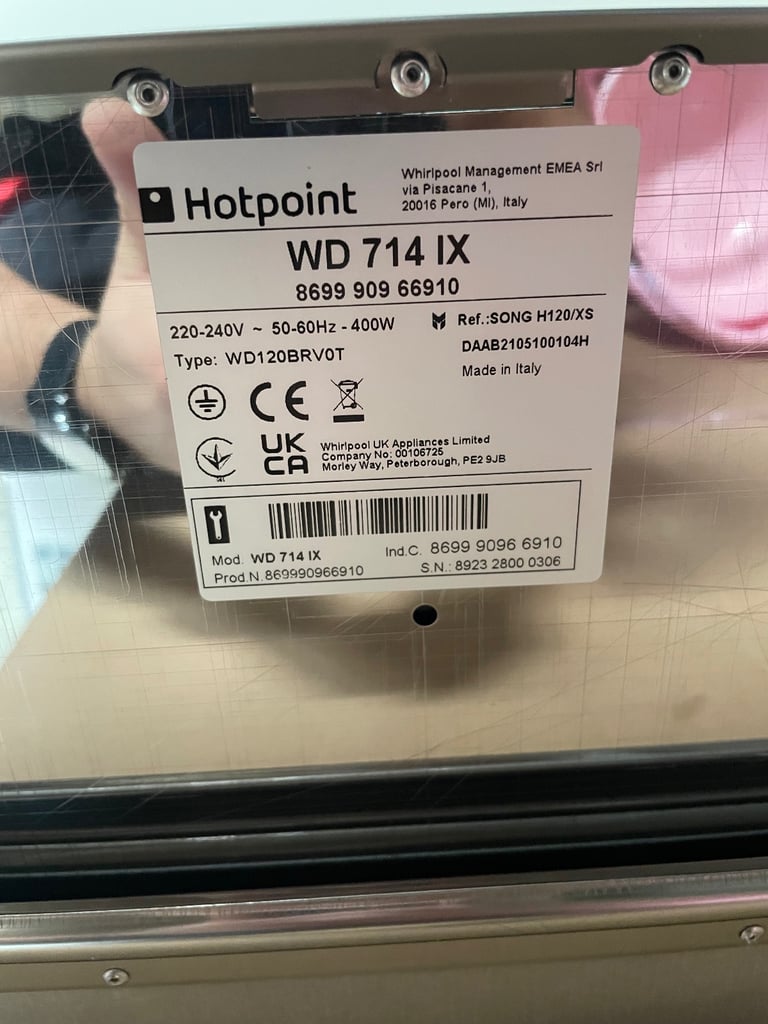 Hotpoint
Whirlpool Management EMEA Srl
via Pisacane 1,
20016 Pero (MI), Italy
WD 714 IX
8699 909 66910
220-240V ~ 50-60Hz - 400W
Type: WD120BRV0T
Ref.:SONG H120/XS
DAAB2105100104H
Made in Italy
CE
UK
CA
Whirlpool UK Appliances Limited
Company No: 00106725
Morley Way, Peterborough, PE2 9JB
Mod. WD 714 IX
Ind.C. 8699 9096 6910
Prod.N. 869990966910
S.N.: 8923 2800 0306